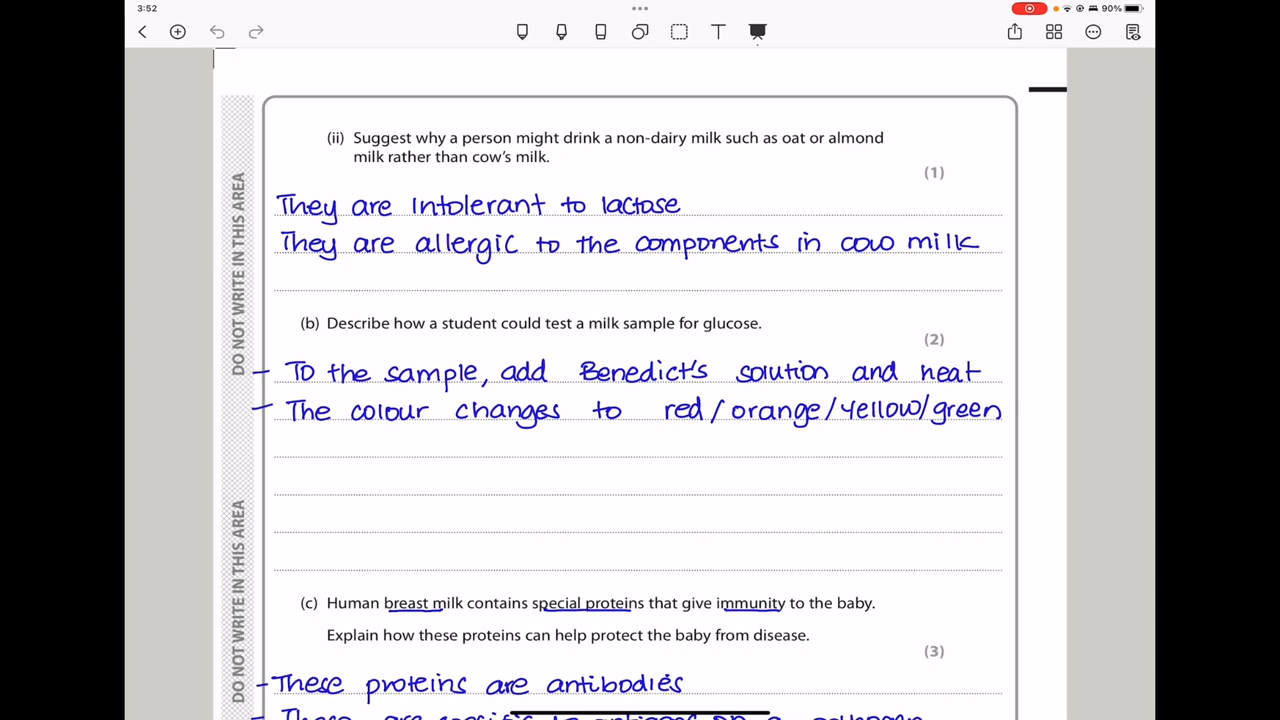 3:52
90%
(ii) Suggest why a person might drink a non-dairy milk such as oat or almond
milk rather than cow's milk.
(1)
They are intolerant to lactose
They are allergic to the components in cow milk
(b) Describe how a student could test a milk sample for glucose.
(2)
- To the sample, add Benedict's solution and heat
- The colour changes to red/orange/yellow/green
(c) Human breast milk contains special proteins that give immunity to the baby.
Explain how these proteins can help protect the baby from disease.
(3)
- These proteins are antibodies
DO NOT WRITE IN THIS AREA
DO NOT WRITE IN THIS AREA